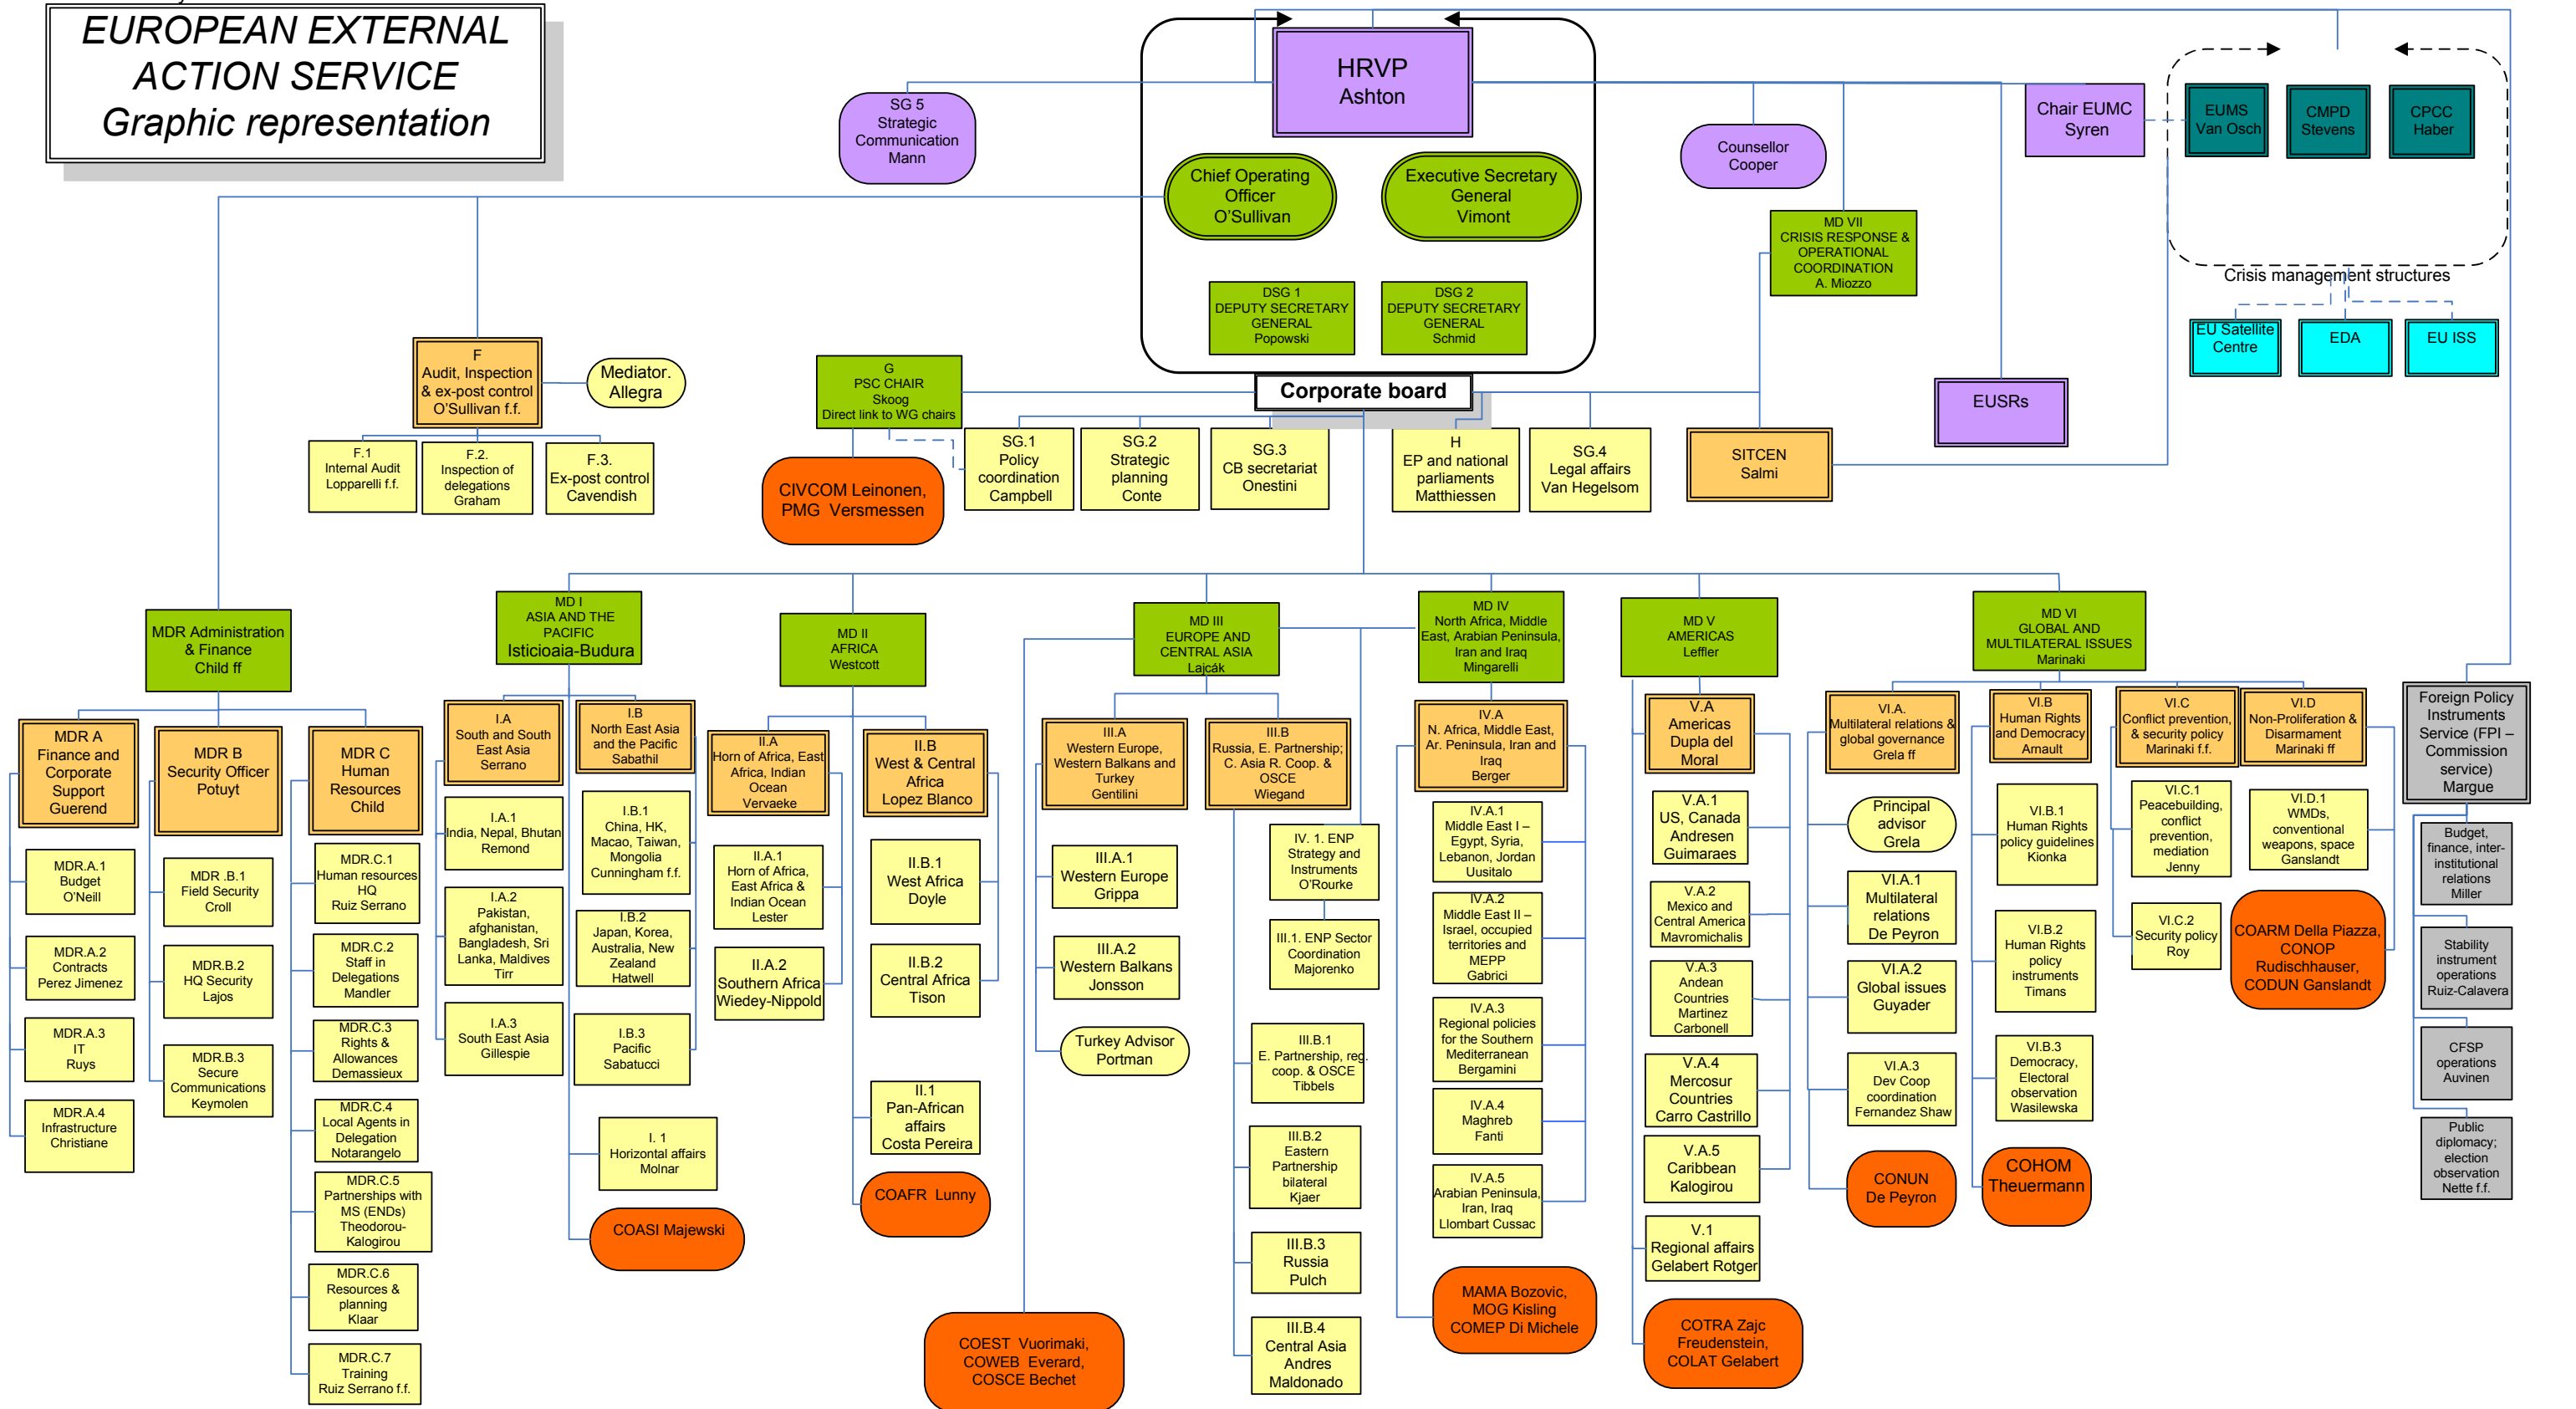 EUROPEAN EXTERNAL
ACTION SERVICE
Graphic representation
HRVP
Ashton
SG 5
Strategic
Communication
Mann
Counsellor
Cooper
Chair EUMC
Syren
EUMS
Van Osch
CMPD
Stevens
CPCC
Haber
Chief Operating
Officer
O'Sullivan
Executive Secretary
General
Vimont
MD VII
CRISIS RESPONSE &
OPERATIONAL
COORDINATION
A. Miozzo
Crisis management structures
DSG 1
DEPUTY SECRETARY
GENERAL
Popowski
DSG 2
DEPUTY SECRETARY
GENERAL
Schmid
EU Satellite
Centre
EDA
EU ISS
F
Audit, Inspection
& ex-post control
O'Sullivan f.f.
Mediator.
Allegra
G
PSC CHAIR
Skoog
Direct link to WG chairs
Corporate board
EUSRs
F.1
Internal Audit
Lopparelli f.f.
F.2.
Inspection of
delegations
Graham
F.3.
Ex-post control
Cavendish
CIVCOM Leinonen,
PMG  Versmessen
SG.1
Policy
coordination
Campbell
SG.2
Strategic
planning
Conte
SG.3
CB secretariat
Onestini
H
EP and national
parliaments
Matthiessen
SG.4
Legal affairs
Van Hegelsom
SITCEN
Salmi
MDR Administration
& Finance
Child ff
MD I
ASIA AND THE
PACIFIC
Isticioaia-Budura
MD II
AFRICA
Westcott
MD III
EUROPE AND
CENTRAL ASIA
Lajcák
MD IV
North Africa, Middle
East, Arabian Peninsula,
Iran and Iraq
Mingarelli
MD V
AMERICAS
Leffler
MD VI
GLOBAL AND
MULTILATERAL ISSUES
Marinaki
MDR A
Finance and
Corporate
Support
Guerend
MDR B
Security Officer
Potuyt
MDR C
Human
Resources
Child
I.A
South and South
East Asia
Serrano
I.B
North East Asia
and the Pacific
Sabathil
II.A
Horn of Africa, East
Africa, Indian
Ocean
Vervaeke
II.B
West & Central
Africa
Lopez Blanco
III.A
Western Europe,
Western Balkans and
Turkey
Gentilini
III.B
Russia, E. Partnership;
C. Asia R. Coop. &
OSCE
Wiegand
IV.A
N. Africa, Middle East,
Ar. Peninsula, Iran and
Iraq
Berger
V.A
Americas
Dupla del
Moral
VI.A.
Multilateral relations &
global governance
Grela ff
VI.B
Human Rights
and Democracy
Arnault
VI.C
Conflict prevention,
& security policy
Marinaki f.f.
VI.D
Non-Proliferation &
Disarmament
Marinaki ff
Foreign Policy
Instruments
Service (FPI –
Commission
service)
Margue
MDR.A.1
Budget
O'Neill
MDR.A.2
Contracts
Perez Jimenez
MDR.A.3
IT
Ruys
MDR.A.4
Infrastructure
Christiane
MDR .B.1
Field Security
Croll
MDR.B.2
HQ Security
Lajos
MDR.B.3
Secure
Communications
Keymolen
MDR.C.1
Human resources
HQ
Ruiz Serrano
MDR.C.2
Staff in
Delegations
Mandler
MDR.C.3
Rights &
Allowances
Demassieux
MDR.C.4
Local Agents in
Delegation
Notarangelo
MDR.C.5
Partnerships with
MS (ENDs)
Theodorou-
Kalogirou
MDR.C.6
Resources &
planning
Klaar
MDR.C.7
Training
Ruiz Serrano f.f.
I.A.1
India, Nepal, Bhutan
Remond
I.A.2
Pakistan,
afghanistan,
Bangladesh, Sri
Lanka, Maldives
Tirr
I.A.3
South East Asia
Gillespie
I.B.1
China, HK,
Macao, Taiwan,
Mongolia
Cunningham f.f.
I.B.2
Japan, Korea,
Australia, New
Zealand
Hatwell
I.B.3
Pacific
Sabatucci
I. 1
Horizontal affairs
Molnar
COASI Majewski
II.A.1
Horn of Africa,
East Africa &
Indian Ocean
Lester
II.A.2
Southern Africa
Wiedey-Nippold
II.B.1
West Africa
Doyle
II.B.2
Central Africa
Tison
II.1
Pan-African
affairs
Costa Pereira
COAFR  Lunny
III.A.1
Western Europe
Grippa
III.A.2
Western Balkans
Jonsson
Turkey Advisor
Portman
COEST  Vuorimaki,
COWEB  Everard,
COSCE Bechet
IV. 1. ENP
Strategy and
Instruments
O'Rourke
III.1. ENP Sector
Coordination
Majorenko
III.B.1
E. Partnership, reg.
coop. & OSCE
Tibbels
III.B.2
Eastern
Partnership
bilateral
Kjaer
III.B.3
Russia
Pulch
III.B.4
Central Asia
Andres
Maldonado
IV.A.1
Middle East I –
Egypt, Syria,
Lebanon, Jordan
Uusitalo
IV.A.2
Middle East II –
Israel, occupied
territories and
MEPP
Gabrici
IV.A.3
Regional policies
for the Southern
Mediterranean
Bergamini
IV.A.4
Maghreb
Fanti
IV.A.5
Arabian Peninsula,
Iran, Iraq
Llombart Cussac
MAMA Bozovic,
MOG Kisling
COMEP Di Michele
V.A.1
US, Canada
Andresen
Guimaraes
V.A.2
Mexico and
Central America
Mavromichalis
V.A.3
Andean
Countries
Martinez
Carbonell
V.A.4
Mercosur
Countries
Carro Castrillo
V.A.5
Caribbean
Kalogirou
V.1
Regional affairs
Gelabert Rotger
COTRA Zajc
Freudenstein,
COLAT Gelabert
Principal
advisor
Grela
VI.A.1
Multilateral
relations
De Peyron
VI.A.2
Global issues
Guyader
VI.A.3
Dev Coop
coordination
Fernandez Shaw
CONUN
De Peyron
VI.B.1
Human Rights
policy guidelines
Kionka
VI.B.2
Human Rights
policy
instruments
Timans
VI.B.3
Democracy,
Electoral
observation
Wasilewska
COHOM
Theuermann
VI.C.1
Peacebuilding,
conflict
prevention,
mediation
Jenny
VI.C.2
Security policy
Roy
VI.D.1
WMDs,
conventional
weapons, space
Ganslandt
COARM Della Piazza,
CONOP
Rudischhauser,
CODUN Ganslandt
Budget,
finance, inter-
institutional
relations
Miller
Stability
instrument
operations
Ruiz-Calavera
CFSP
operations
Auvinen
Public
diplomacy;
election
observation
Nette f.f.